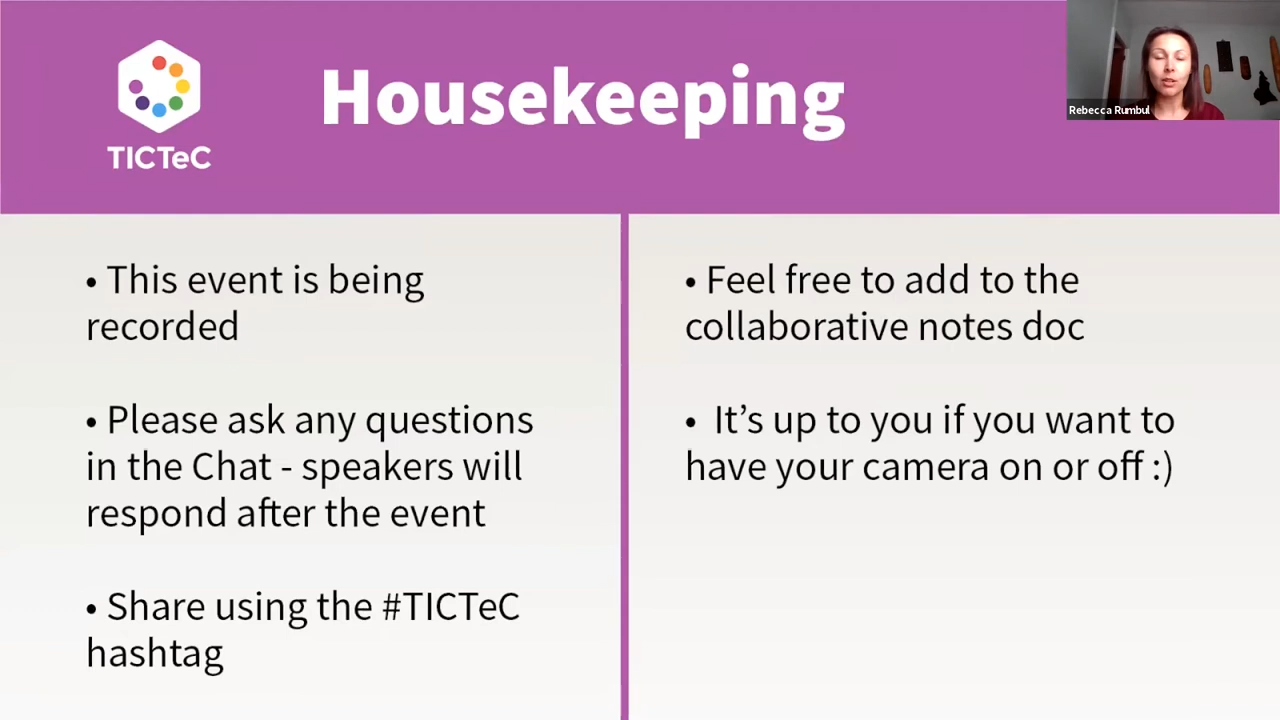 Housekeeping
TICTeC
Rebecca Rumbul
• This event is being
recorded
• Please ask any questions
in the Chat - speakers will
respond after the event
• Share using the #TICTeC
hashtag
• Feel free to add to the
collaborative notes doc
• It’s up to you if you want to
have your camera on or off :)